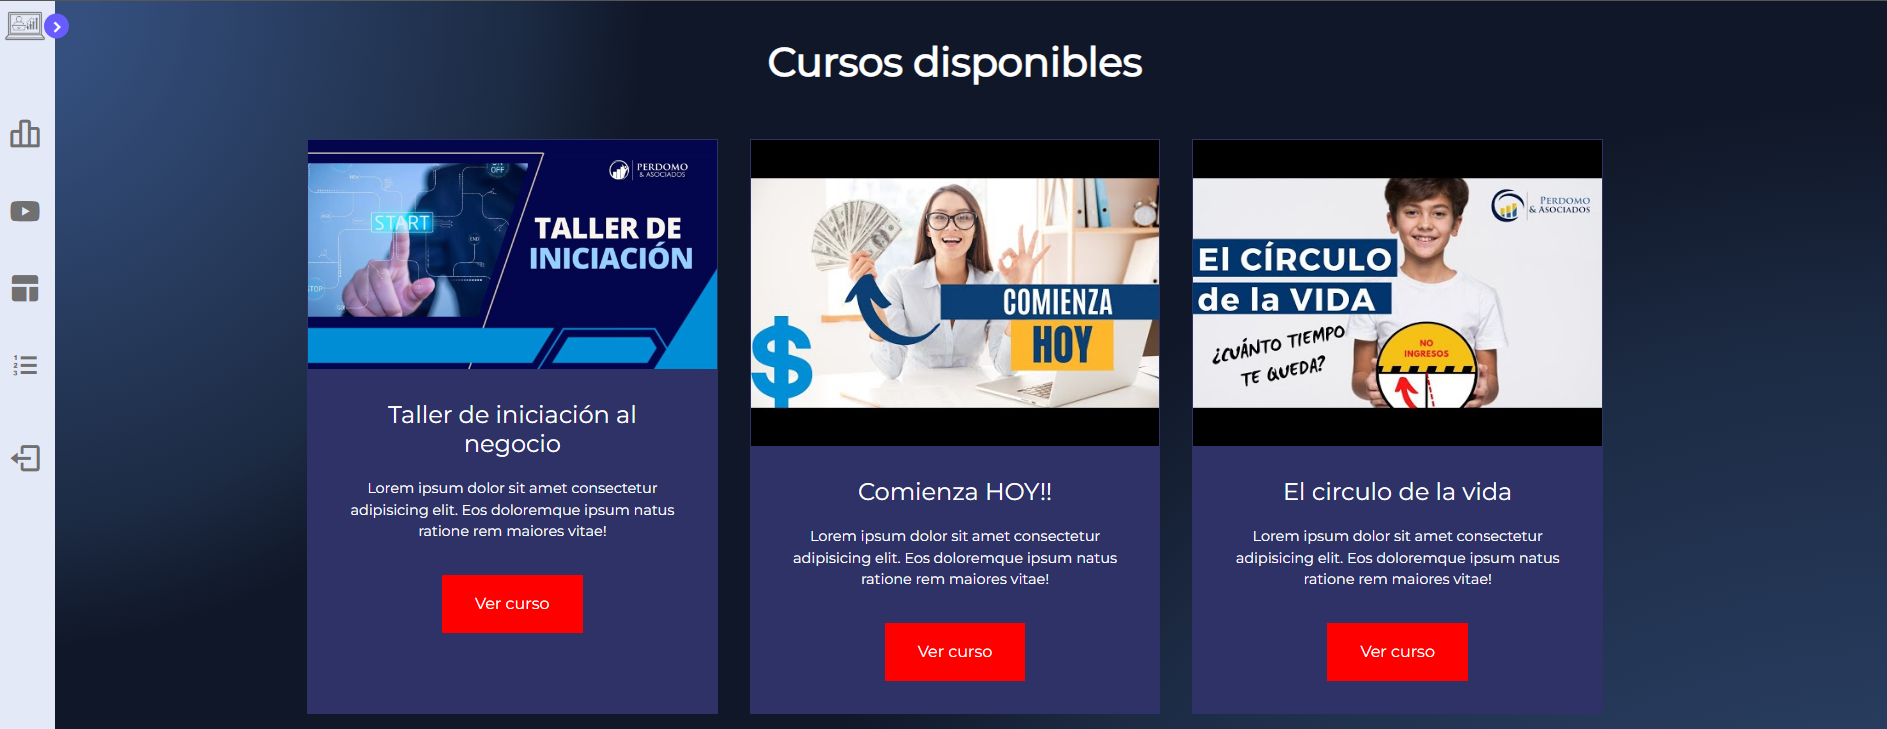 Cursos disponibles
PERDOMO
& ASOCIADOS
OFF
START
END
STOP
TALLER DE
INICIACIÓN
Taller de iniciación al
negocio
Lorem ipsum dolor sit amet consectetur
adipisicing elit. Eos doloremque ipsum natus
ratione rem maiores vitae!
Ver curso
COMIENZA
HOY
$
Comienza HOY!!
Lorem ipsum dolor sit amet consectetur
adipisicing elit. Eos doloremque ipsum natus
ratione rem maiores vitae!
Ver curso
PERDOMO
& ASOCIADOS
El CÍRCULO
de la VIDA
¿CUÁNTO TIEMPO
TE QUEDA?
NO
INGRESOS
El circulo de la vida
Lorem ipsum dolor sit amet consectetur
adipisicing elit. Eos doloremque ipsum natus
ratione rem maiores vitae!
Ver curso